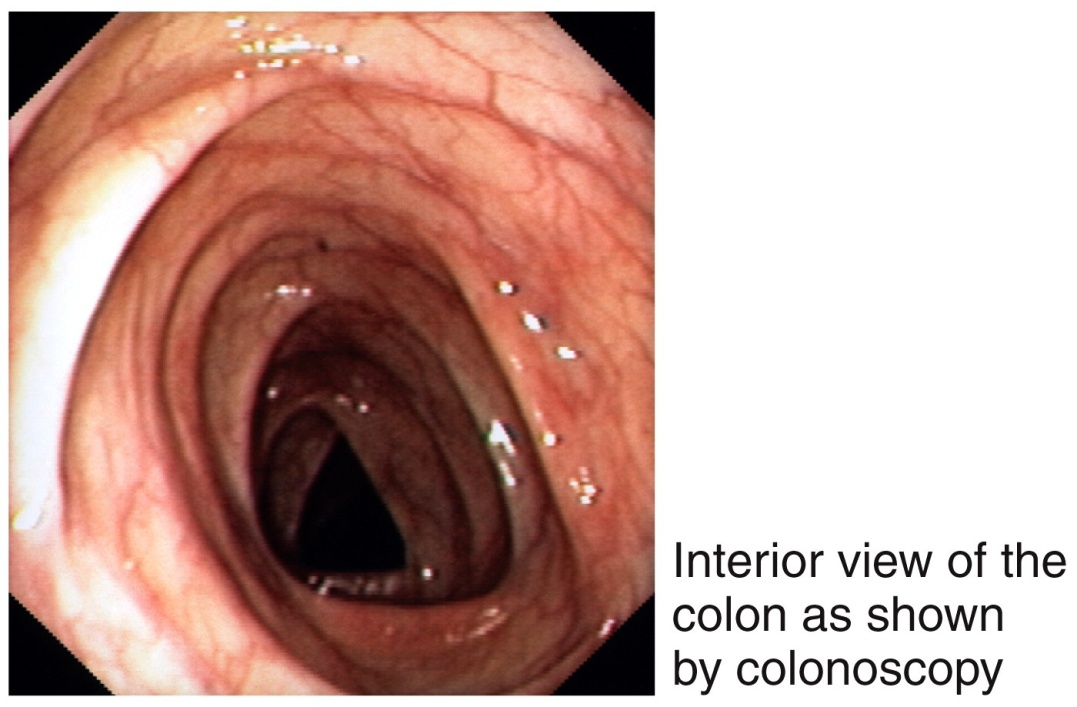 Interior view of the
colon as shown
by colonoscopy